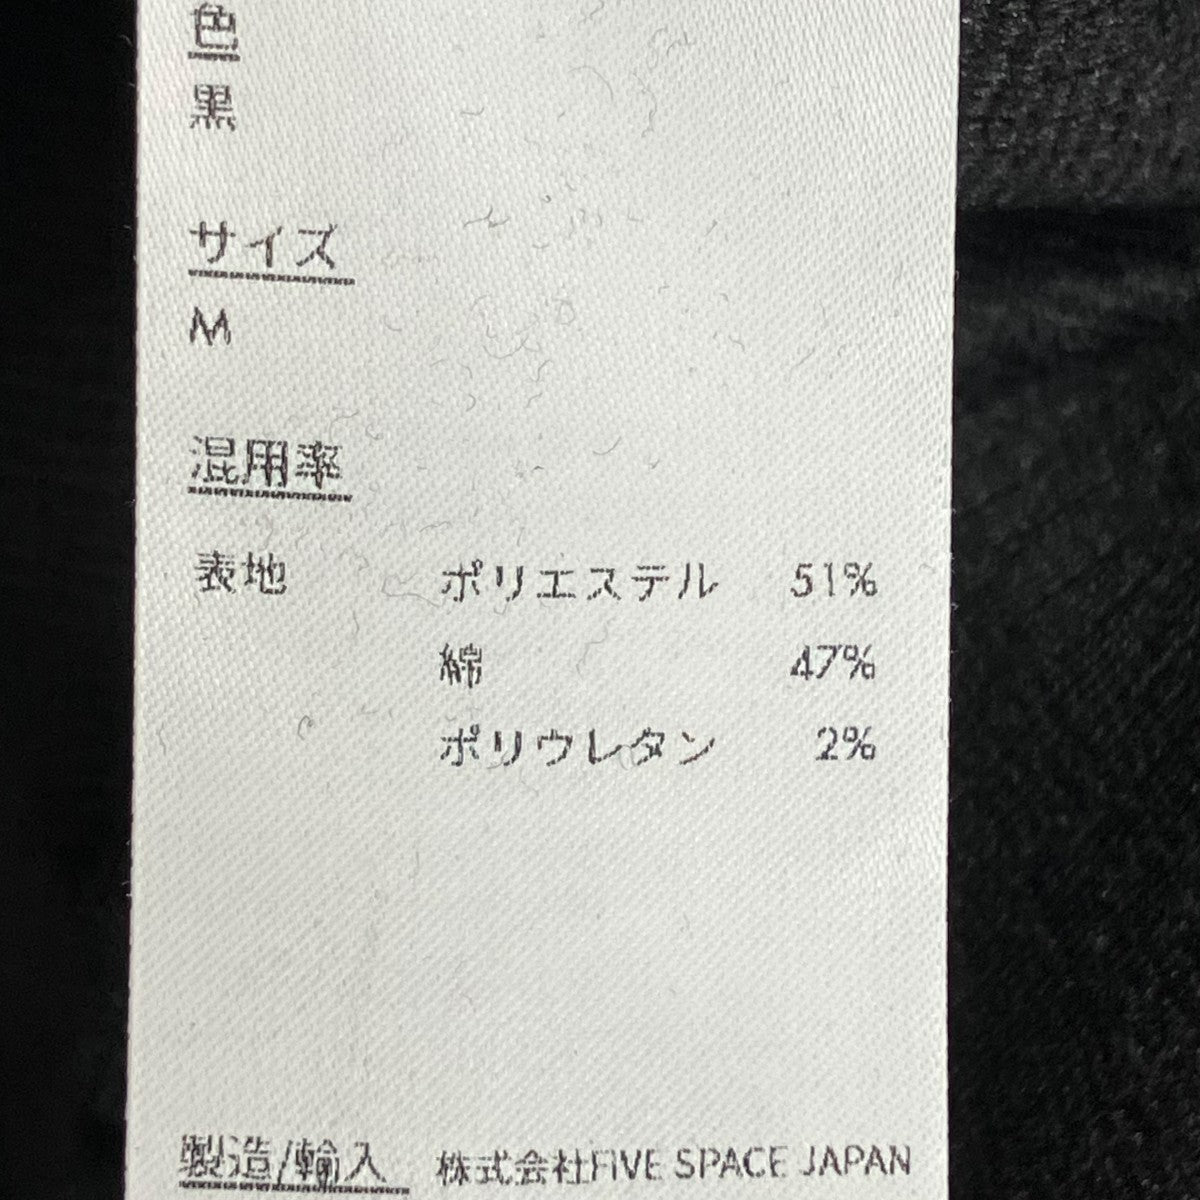 色
黒
サイズ
M
混用率
表地 ポリエステル 51%
綿 47%
ポリウレタン 2%
製造/輸入 株式会社FIVE SPACE JAPAN